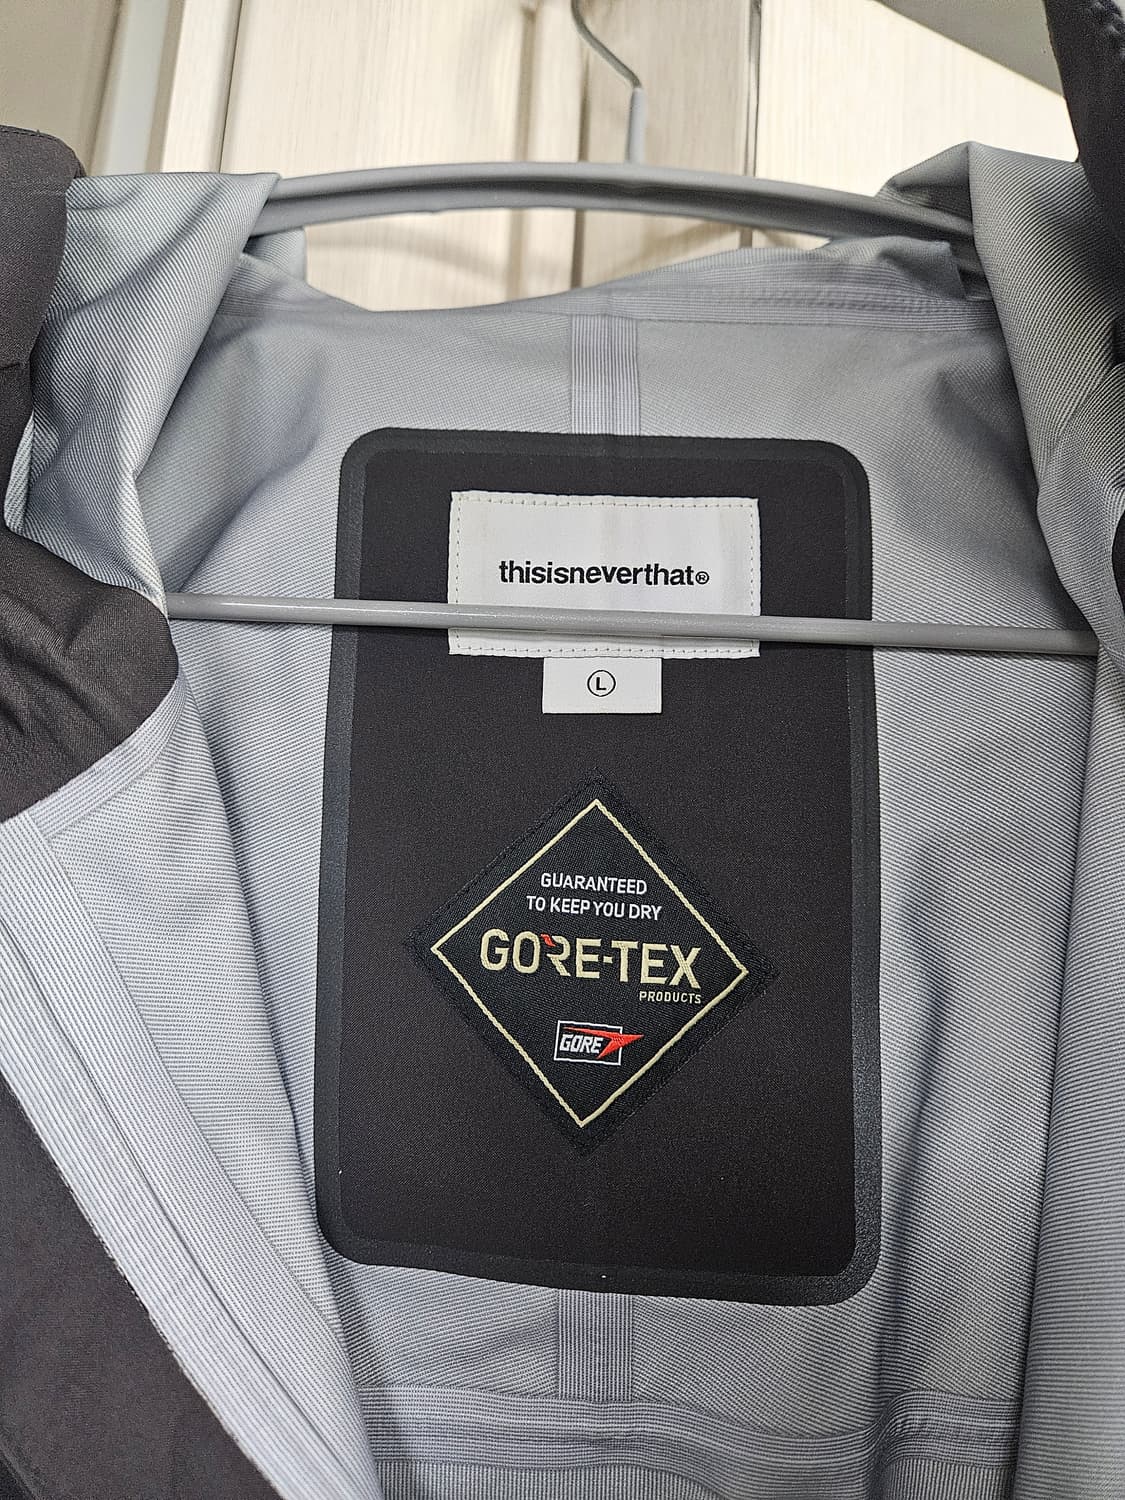 thisisneverthat®
L
GUARANTEED
TO KEEP YOU DRY
GORE-TEX
PRODUCTS
GORE